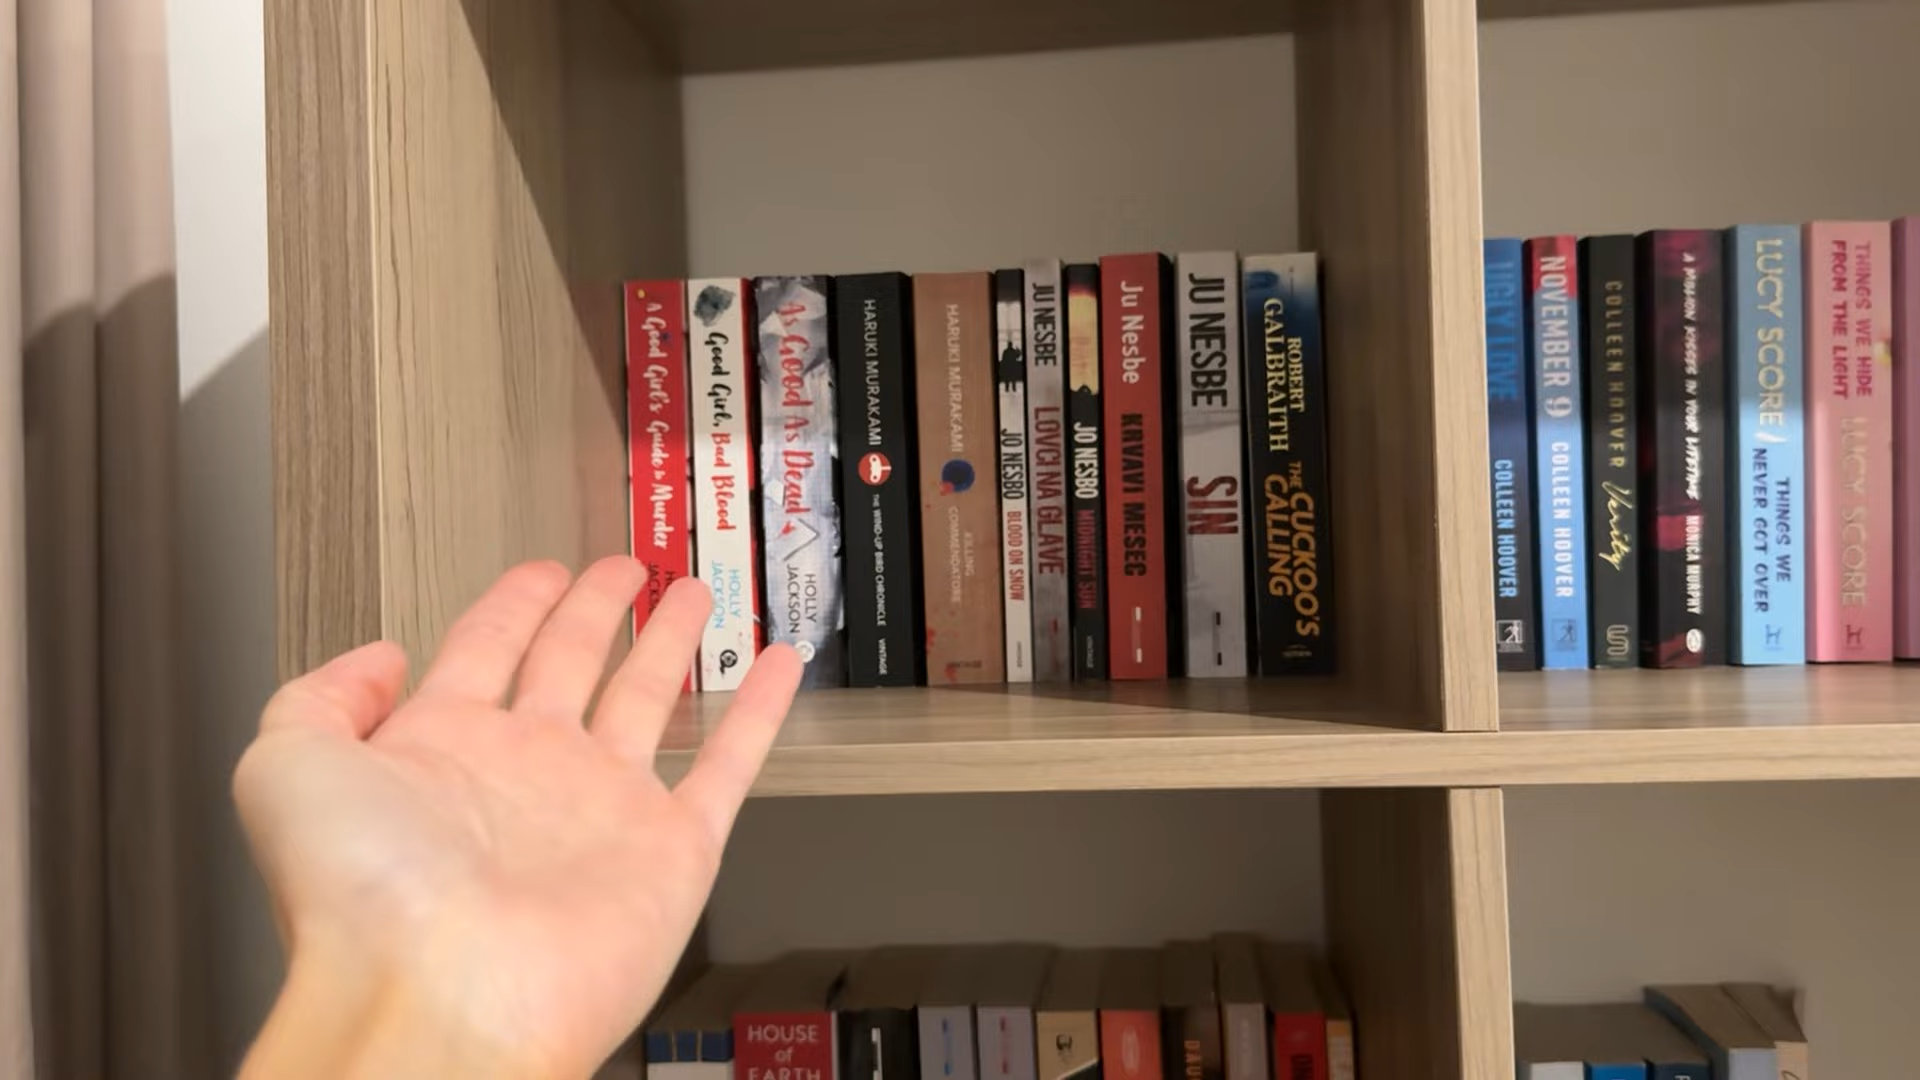 A Good Girl's Guide to Murder
Good Girl, Bad Blood
HOLLY
JACKSON
As Good As Dead
HOLLY
JACKSON
HARUKI MURAKAMI
THE WIND-UP BIRD CHRONICLE
VINTAGE
HARUKI MURAKAMI
KILLING
COMMENDATORE
VINTAGE
JO NESBO
BLOOD ON SNOW
JU NESBE
LOVCI NA GLAVE
JO NESBO
MIDNIGHT SUN
VINTAGE
Ju Nesbe
KRVAVI MESEC
JU NESBE
SIN
ROBERT
GALBRAITH
THE CUCKOO'S
CALLING
UGLY LOVE
COLLEEN HOOVER
NOVEMBER 9
COLLEEN HOOVER
COLLEEN HOOVER
Verity
A MILLION KISSES IN YOUR LIFETIME
MONICA MURPHY
LUCY SCORE
THINGS WE
NEVER GOT OVER
THINGS WE HIDE
FROM THE LIGHT
LUCY SCORE
HOUSE
of
EARTH